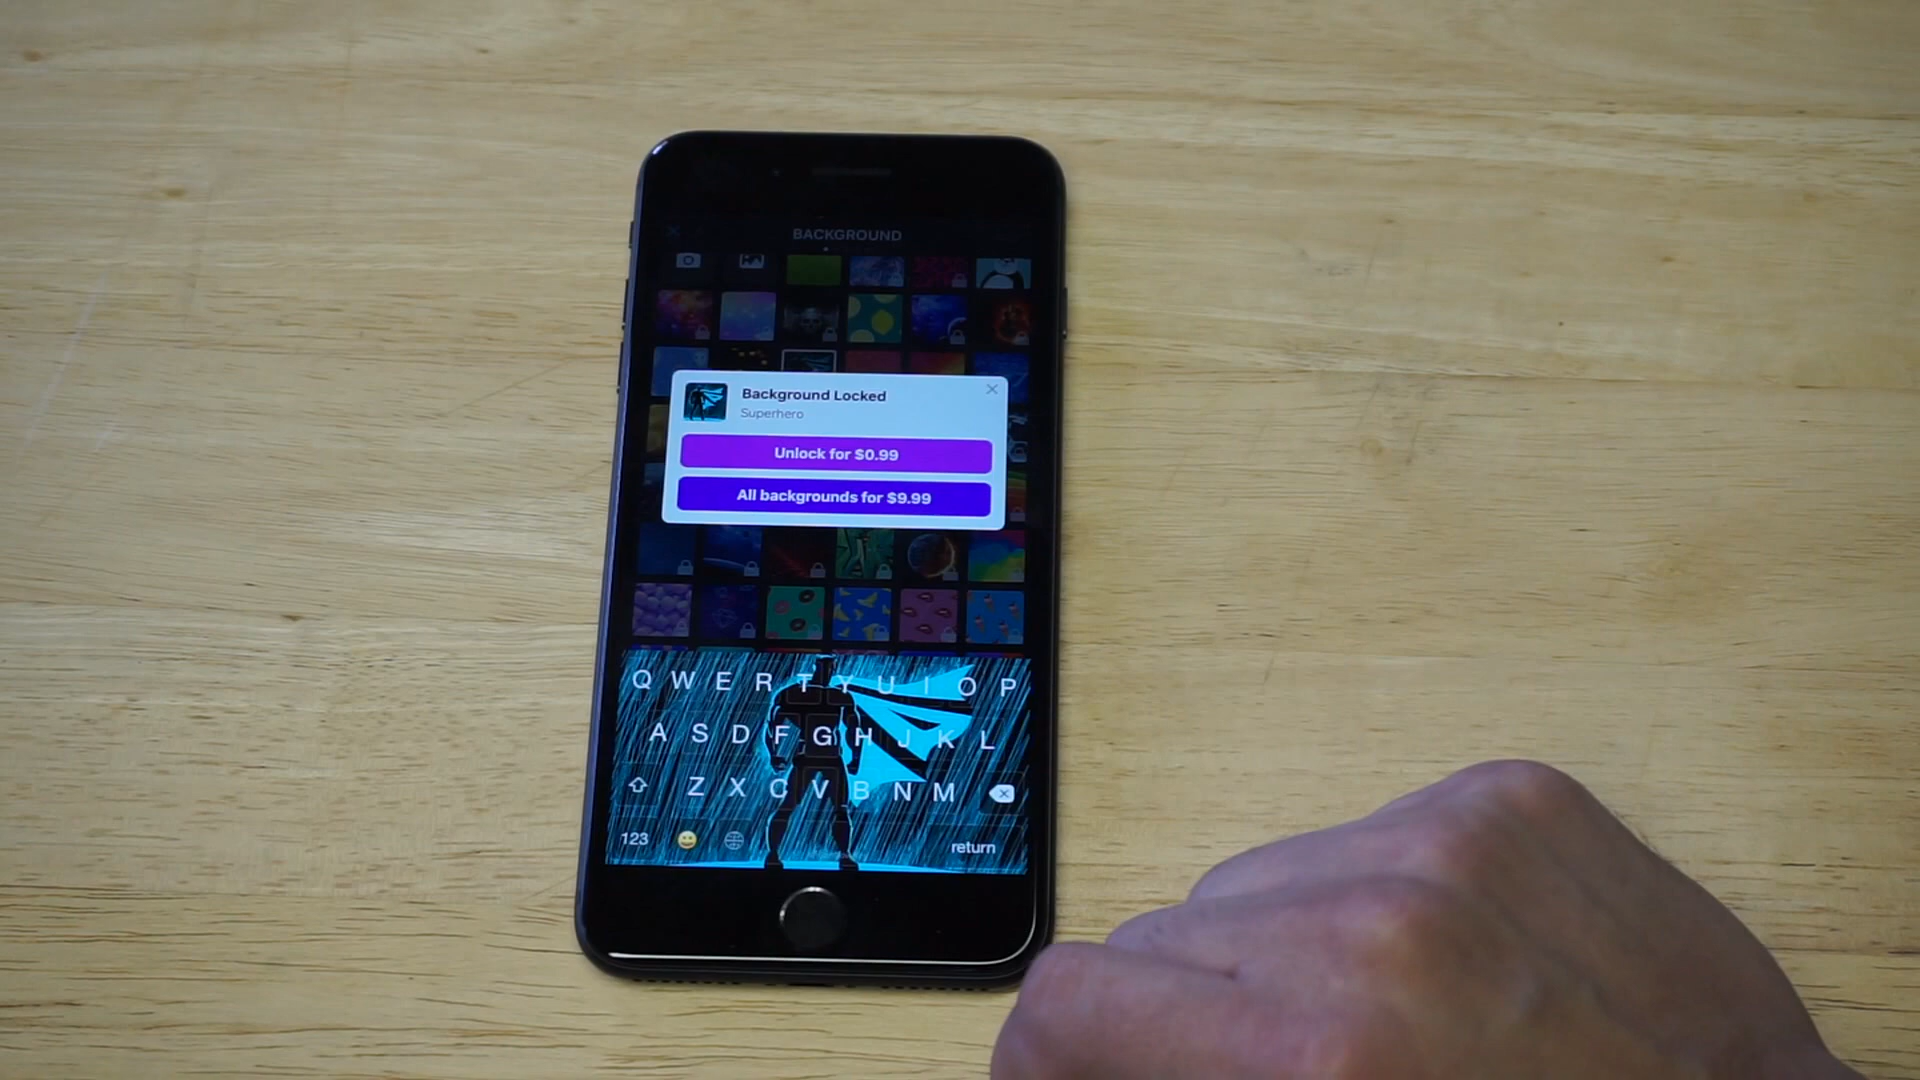 BACKGROUND
Background Locked
Superhero
Unlock for $0.99
All backgrounds for $9.99
Q W E R T Y U I O P
A S D F G H J K L
Z X C V B N M
123 return